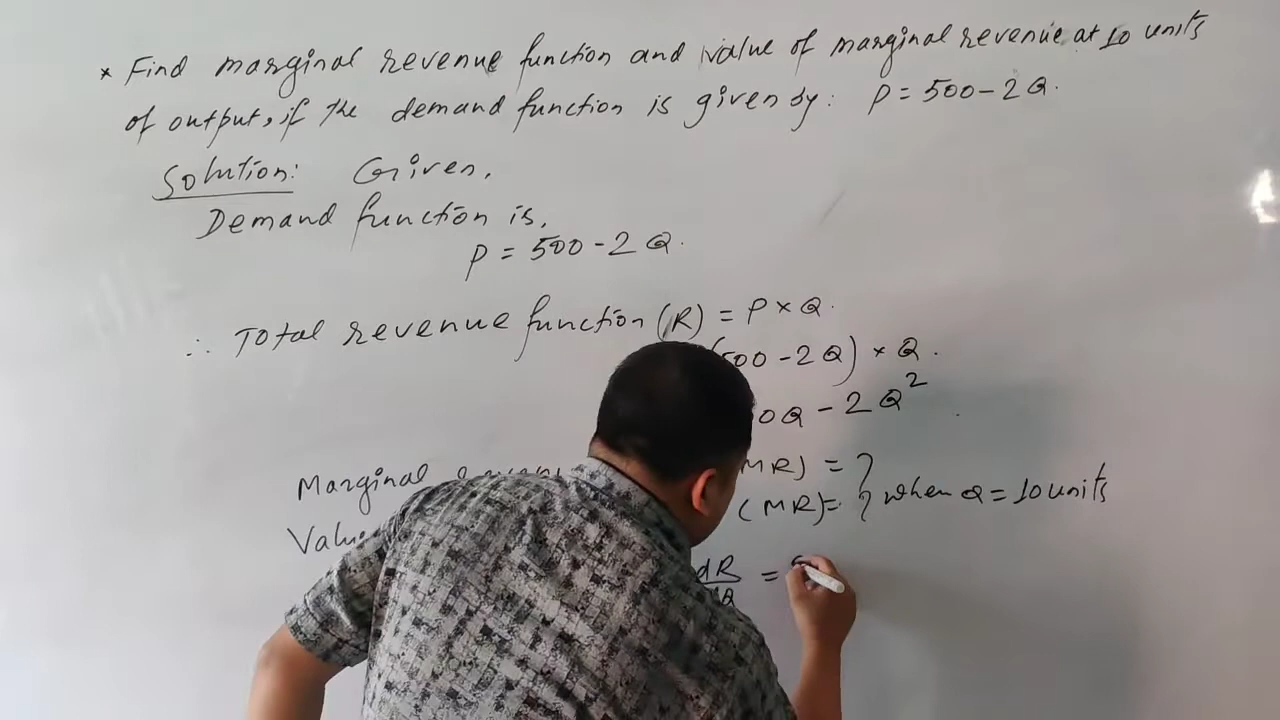 * Find marginal revenue function and value of marginal revenue at 10 units
of output, if the demand function is given by: P = 500 - 2Q.
Solution: Given,
Demand function is,
P = 500 - 2Q.
∴ Total revenue function (R) = P × Q.
500 - 2Q) × Q.
0Q - 2Q²
Marginal MR) = ?
(MR) = ? when Q = 10 units
dR/dQ =